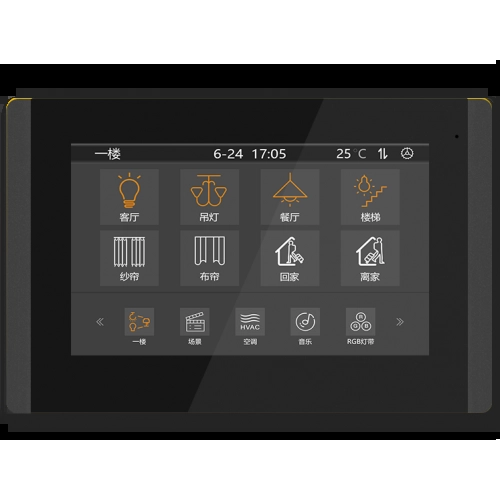 一楼 6-24 17:05 25℃
客厅 吊灯 餐厅 楼梯
纱帘 布帘 回家 离家
HVAC R G B
一楼 场景 空调 音乐 RGB灯带